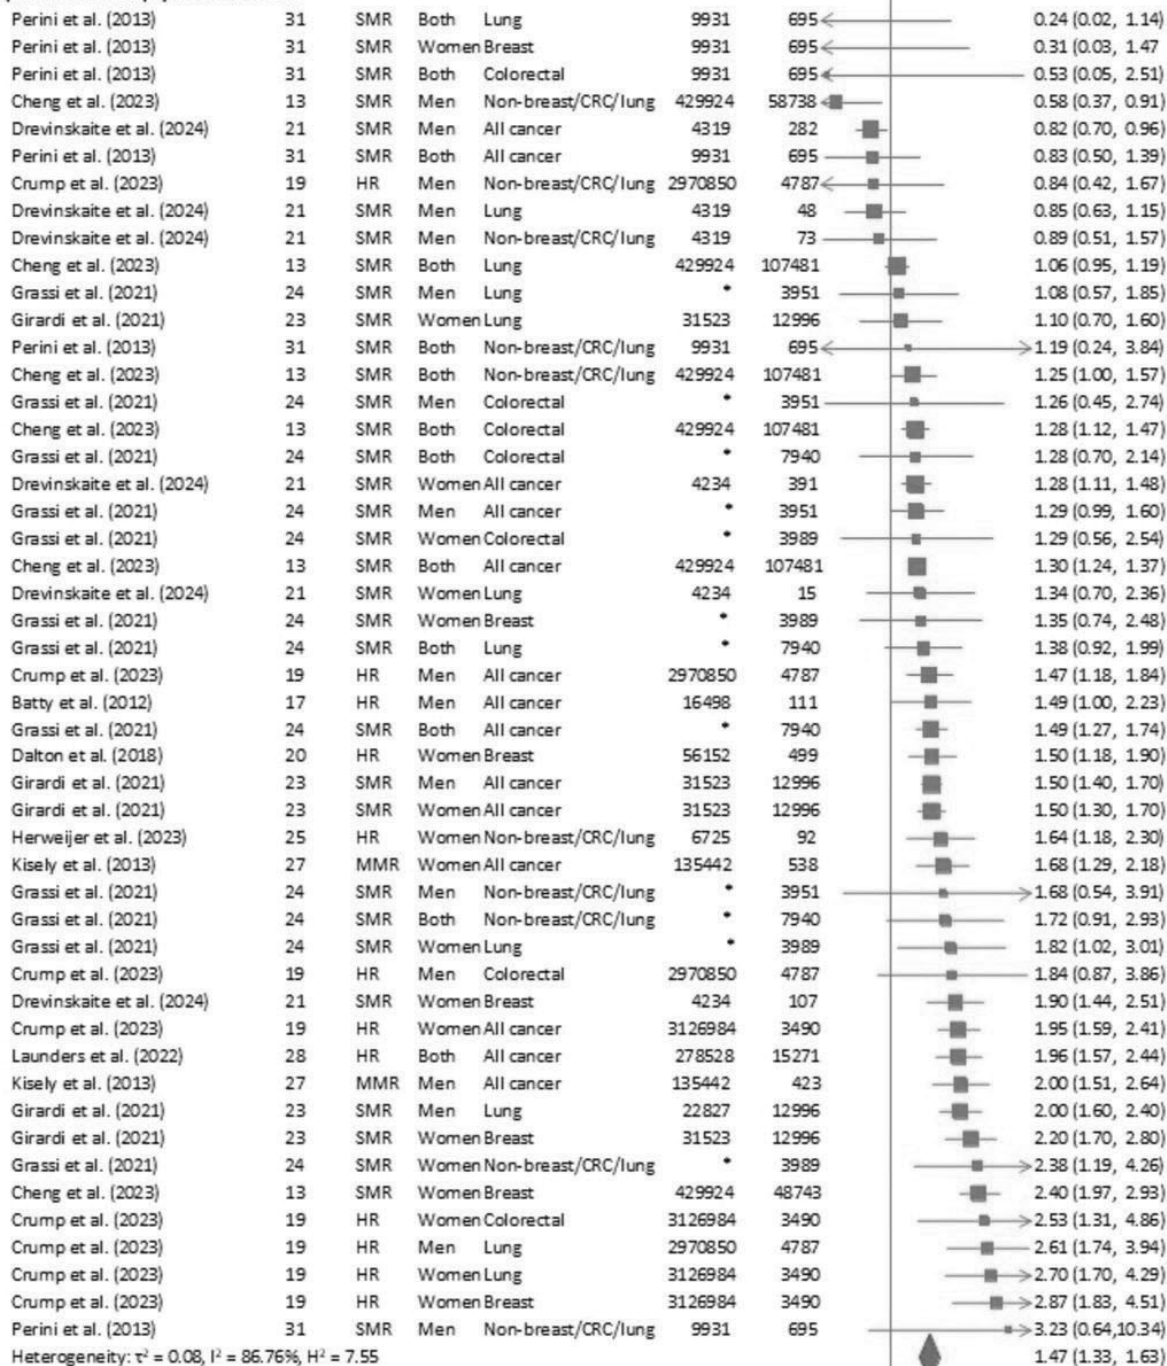 Perini et al. (2013) 31 SMR Both Lung 9931 695 0.24 (0.02, 1.14)
Perini et al. (2013) 31 SMR Women Breast 9931 695 0.31 (0.03, 1.47
Perini et al. (2013) 31 SMR Both Colorectal 9931 695 0.53 (0.05, 2.51)
Cheng et al. (2023) 13 SMR Men Non-breast/CRC/lung 429924 58738 0.58 (0.37, 0.91)
Drevinskaite et al. (2024) 21 SMR Men All cancer 4319 282 0.82 (0.70, 0.96)
Perini et al. (2013) 31 SMR Both All cancer 9931 695 0.83 (0.50, 1.39)
Crump et al. (2023) 19 HR Men Non-breast/CRC/lung 2970850 4787 0.84 (0.42, 1.67)
Drevinskaite et al. (2024) 21 SMR Men Lung 4319 48 0.85 (0.63, 1.15)
Drevinskaite et al. (2024) 21 SMR Men Non-breast/CRC/lung 4319 73 0.89 (0.51, 1.57)
Cheng et al. (2023) 13 SMR Both Lung 429924 107481 1.06 (0.95, 1.19)
Grassi et al. (2021) 24 SMR Men Lung * 3951 1.08 (0.57, 1.85)
Girardi et al. (2021) 23 SMR Women Lung 31523 12996 1.10 (0.70, 1.60)
Perini et al. (2013) 31 SMR Both Non-breast/CRC/lung 9931 695 1.19 (0.24, 3.84)
Cheng et al. (2023) 13 SMR Both Non-breast/CRC/lung 429924 107481 1.25 (1.00, 1.57)
Grassi et al. (2021) 24 SMR Men Colorectal * 3951 1.26 (0.45, 2.74)
Cheng et al. (2023) 13 SMR Both Colorectal 429924 107481 1.28 (1.12, 1.47)
Grassi et al. (2021) 24 SMR Both Colorectal * 7940 1.28 (0.70, 2.14)
Drevinskaite et al. (2024) 21 SMR Women All cancer 4234 391 1.28 (1.11, 1.48)
Grassi et al. (2021) 24 SMR Men All cancer * 3951 1.29 (0.99, 1.60)
Grassi et al. (2021) 24 SMR Women Colorectal * 3989 1.29 (0.56, 2.54)
Cheng et al. (2023) 13 SMR Both All cancer 429924 107481 1.30 (1.24, 1.37)
Drevinskaite et al. (2024) 21 SMR Women Lung 4234 15 1.34 (0.70, 2.36)
Grassi et al. (2021) 24 SMR Women Breast * 3989 1.35 (0.74, 2.48)
Grassi et al. (2021) 24 SMR Both Lung * 7940 1.38 (0.92, 1.99)
Crump et al. (2023) 19 HR Men All cancer 2970850 4787 1.47 (1.18, 1.84)
Batty et al. (2012) 17 HR Men All cancer 16498 111 1.49 (1.00, 2.23)
Grassi et al. (2021) 24 SMR Both All cancer * 7940 1.49 (1.27, 1.74)
Dalton et al. (2018) 20 HR Women Breast 56152 499 1.50 (1.18, 1.90)
Girardi et al. (2021) 23 SMR Men All cancer 31523 12996 1.50 (1.40, 1.70)
Girardi et al. (2021) 23 SMR Women All cancer 31523 12996 1.50 (1.30, 1.70)
Herweijer et al. (2023) 25 HR Women Non-breast/CRC/lung 6725 92 1.64 (1.18, 2.30)
Kisely et al. (2013) 27 MMR Women All cancer 135442 538 1.68 (1.29, 2.18)
Grassi et al. (2021) 24 SMR Men Non-breast/CRC/lung * 3951 1.68 (0.54, 3.91)
Grassi et al. (2021) 24 SMR Both Non-breast/CRC/lung * 7940 1.72 (0.91, 2.93)
Grassi et al. (2021) 24 SMR Women Lung * 3989 1.82 (1.02, 3.01)
Crump et al. (2023) 19 HR Men Colorectal 2970850 4787 1.84 (0.87, 3.86)
Drevinskaite et al. (2024) 21 SMR Women Breast 4234 107 1.90 (1.44, 2.51)
Crump et al. (2023) 19 HR Women All cancer 3126984 3490 1.95 (1.59, 2.41)
Launders et al. (2022) 28 HR Both All cancer 278528 15271 1.96 (1.57, 2.44)
Kisely et al. (2013) 27 MMR Men All cancer 135442 423 2.00 (1.51, 2.64)
Girardi et al. (2021) 23 SMR Men Lung 22827 12996 2.00 (1.60, 2.40)
Girardi et al. (2021) 23 SMR Women Breast 31523 12996 2.20 (1.70, 2.80)
Grassi et al. (2021) 24 SMR Women Non-breast/CRC/lung * 3989 2.38 (1.19, 4.26)
Cheng et al. (2023) 13 SMR Women Breast 429924 48743 2.40 (1.97, 2.93)
Crump et al. (2023) 19 HR Women Colorectal 3126984 3490 2.53 (1.31, 4.86)
Crump et al. (2023) 19 HR Men Lung 2970850 4787 2.61 (1.74, 3.94)
Crump et al. (2023) 19 HR Women Lung 3126984 3490 2.70 (1.70, 4.29)
Crump et al. (2023) 19 HR Women Breast 3126984 3490 2.87 (1.83, 4.51)
Perini et al. (2013) 31 SMR Men Non-breast/CRC/lung 9931 695 3.23 (0.64,10.34)
Heterogeneity: τ² = 0.08, I² = 86.76%, H² = 7.55 1.47 (1.33, 1.63)